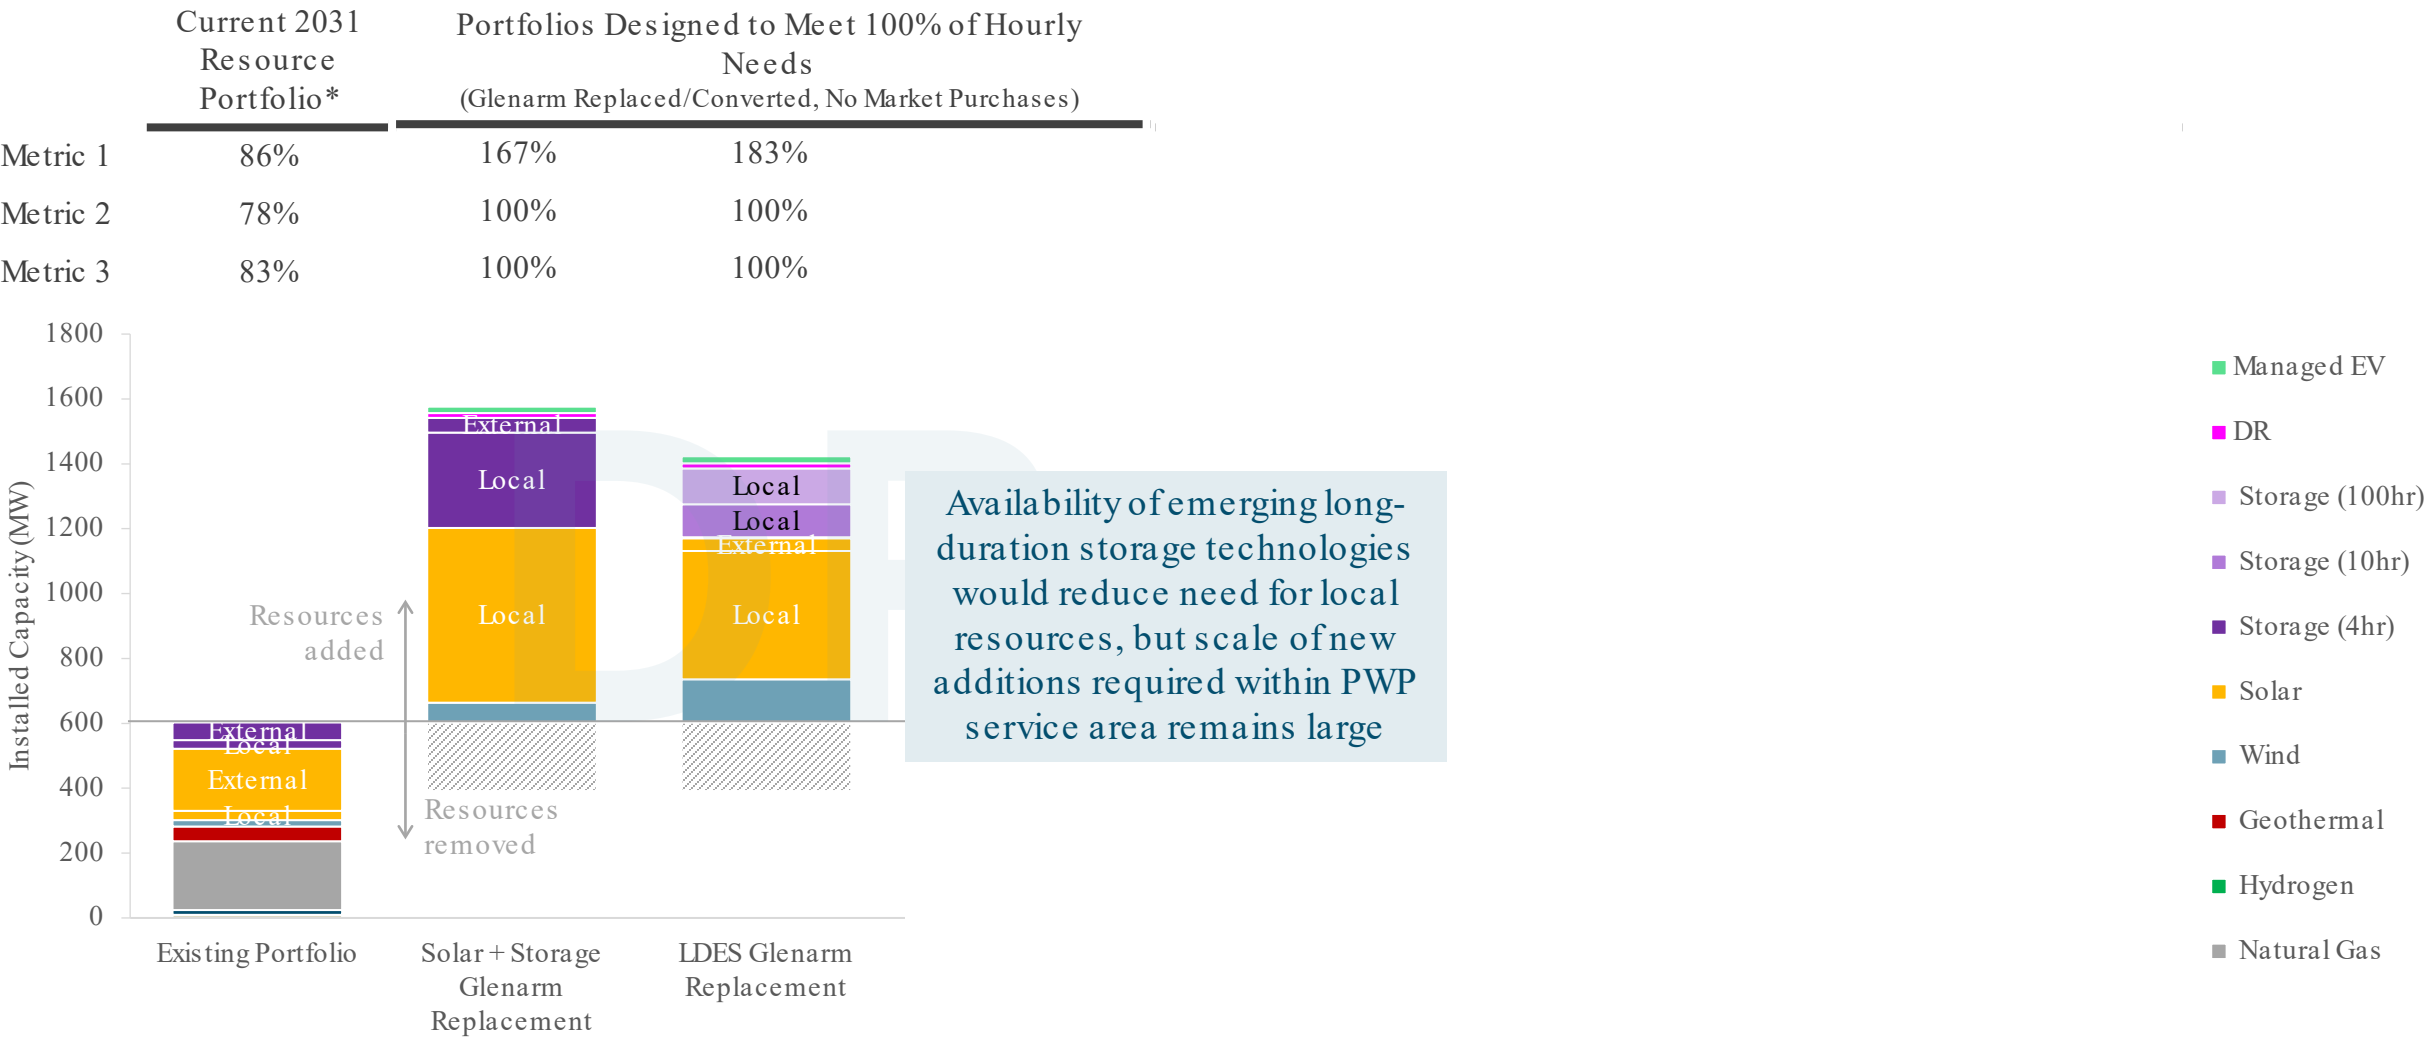 Current 2031
Resource
Portfolio*
Portfolios Designed to Meet 100% of Hourly
Needs
(Glenarm Replaced/Converted, No Market Purchases)
Metric 1 86% 167% 183%
Metric 2 78% 100% 100%
Metric 3 83% 100% 100%
Installed Capacity (MW)
1800
1600
1400
1200
1000
800
600
400
200
0
External
Local
External
Local
Resources
added
Resources
removed
External
Local
Local
Local
Local
External
Local
Availability of emerging long-
duration storage technologies
would reduce need for local
resources, but scale of new
additions required within PWP
service area remains large
Existing Portfolio
Solar + Storage
Glenarm
Replacement
LDES Glenarm
Replacement
Managed EV
DR
Storage (100hr)
Storage (10hr)
Storage (4hr)
Solar
Wind
Geothermal
Hydrogen
Natural Gas